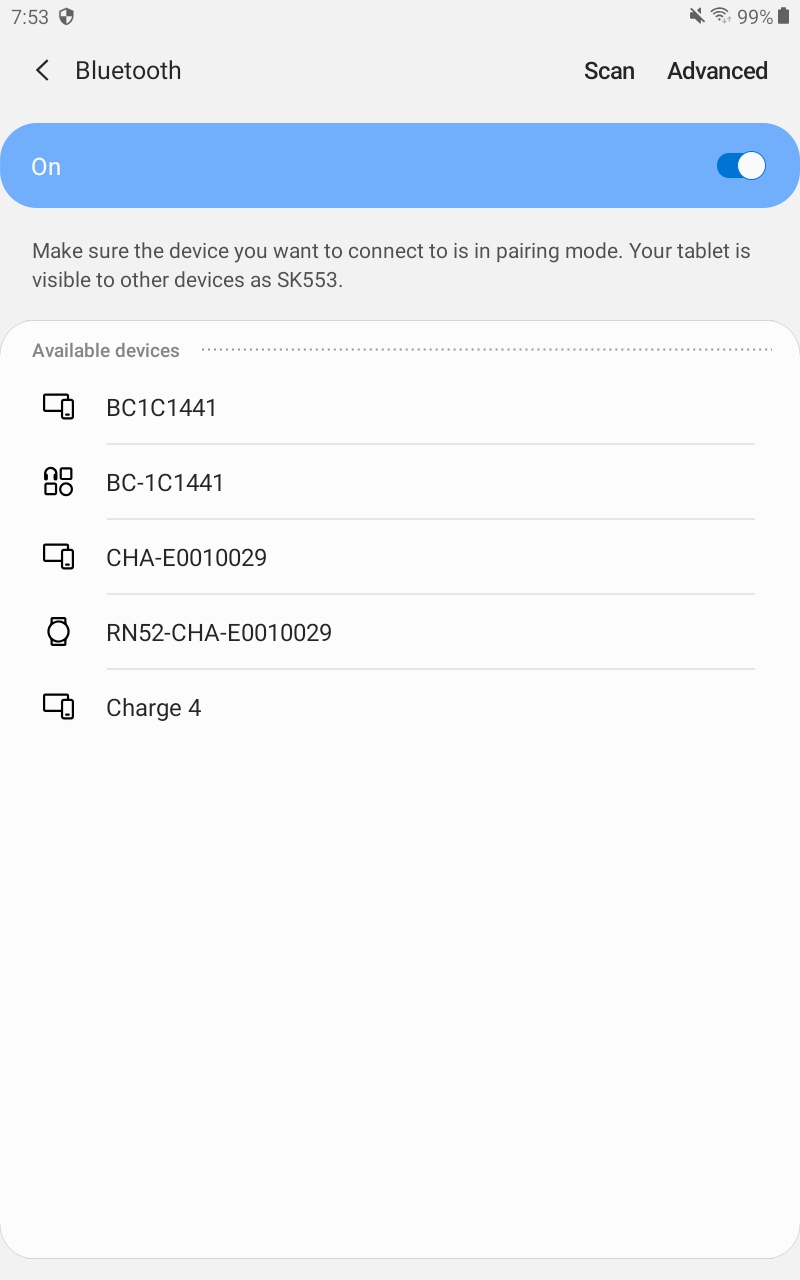 7:53 99%
Bluetooth Scan Advanced
On
Make sure the device you want to connect to is in pairing mode. Your tablet is
visible to other devices as SK553.
Available devices
BC1C1441
BC-1C1441
CHA-E0010029
RN52-CHA-E0010029
Charge 4